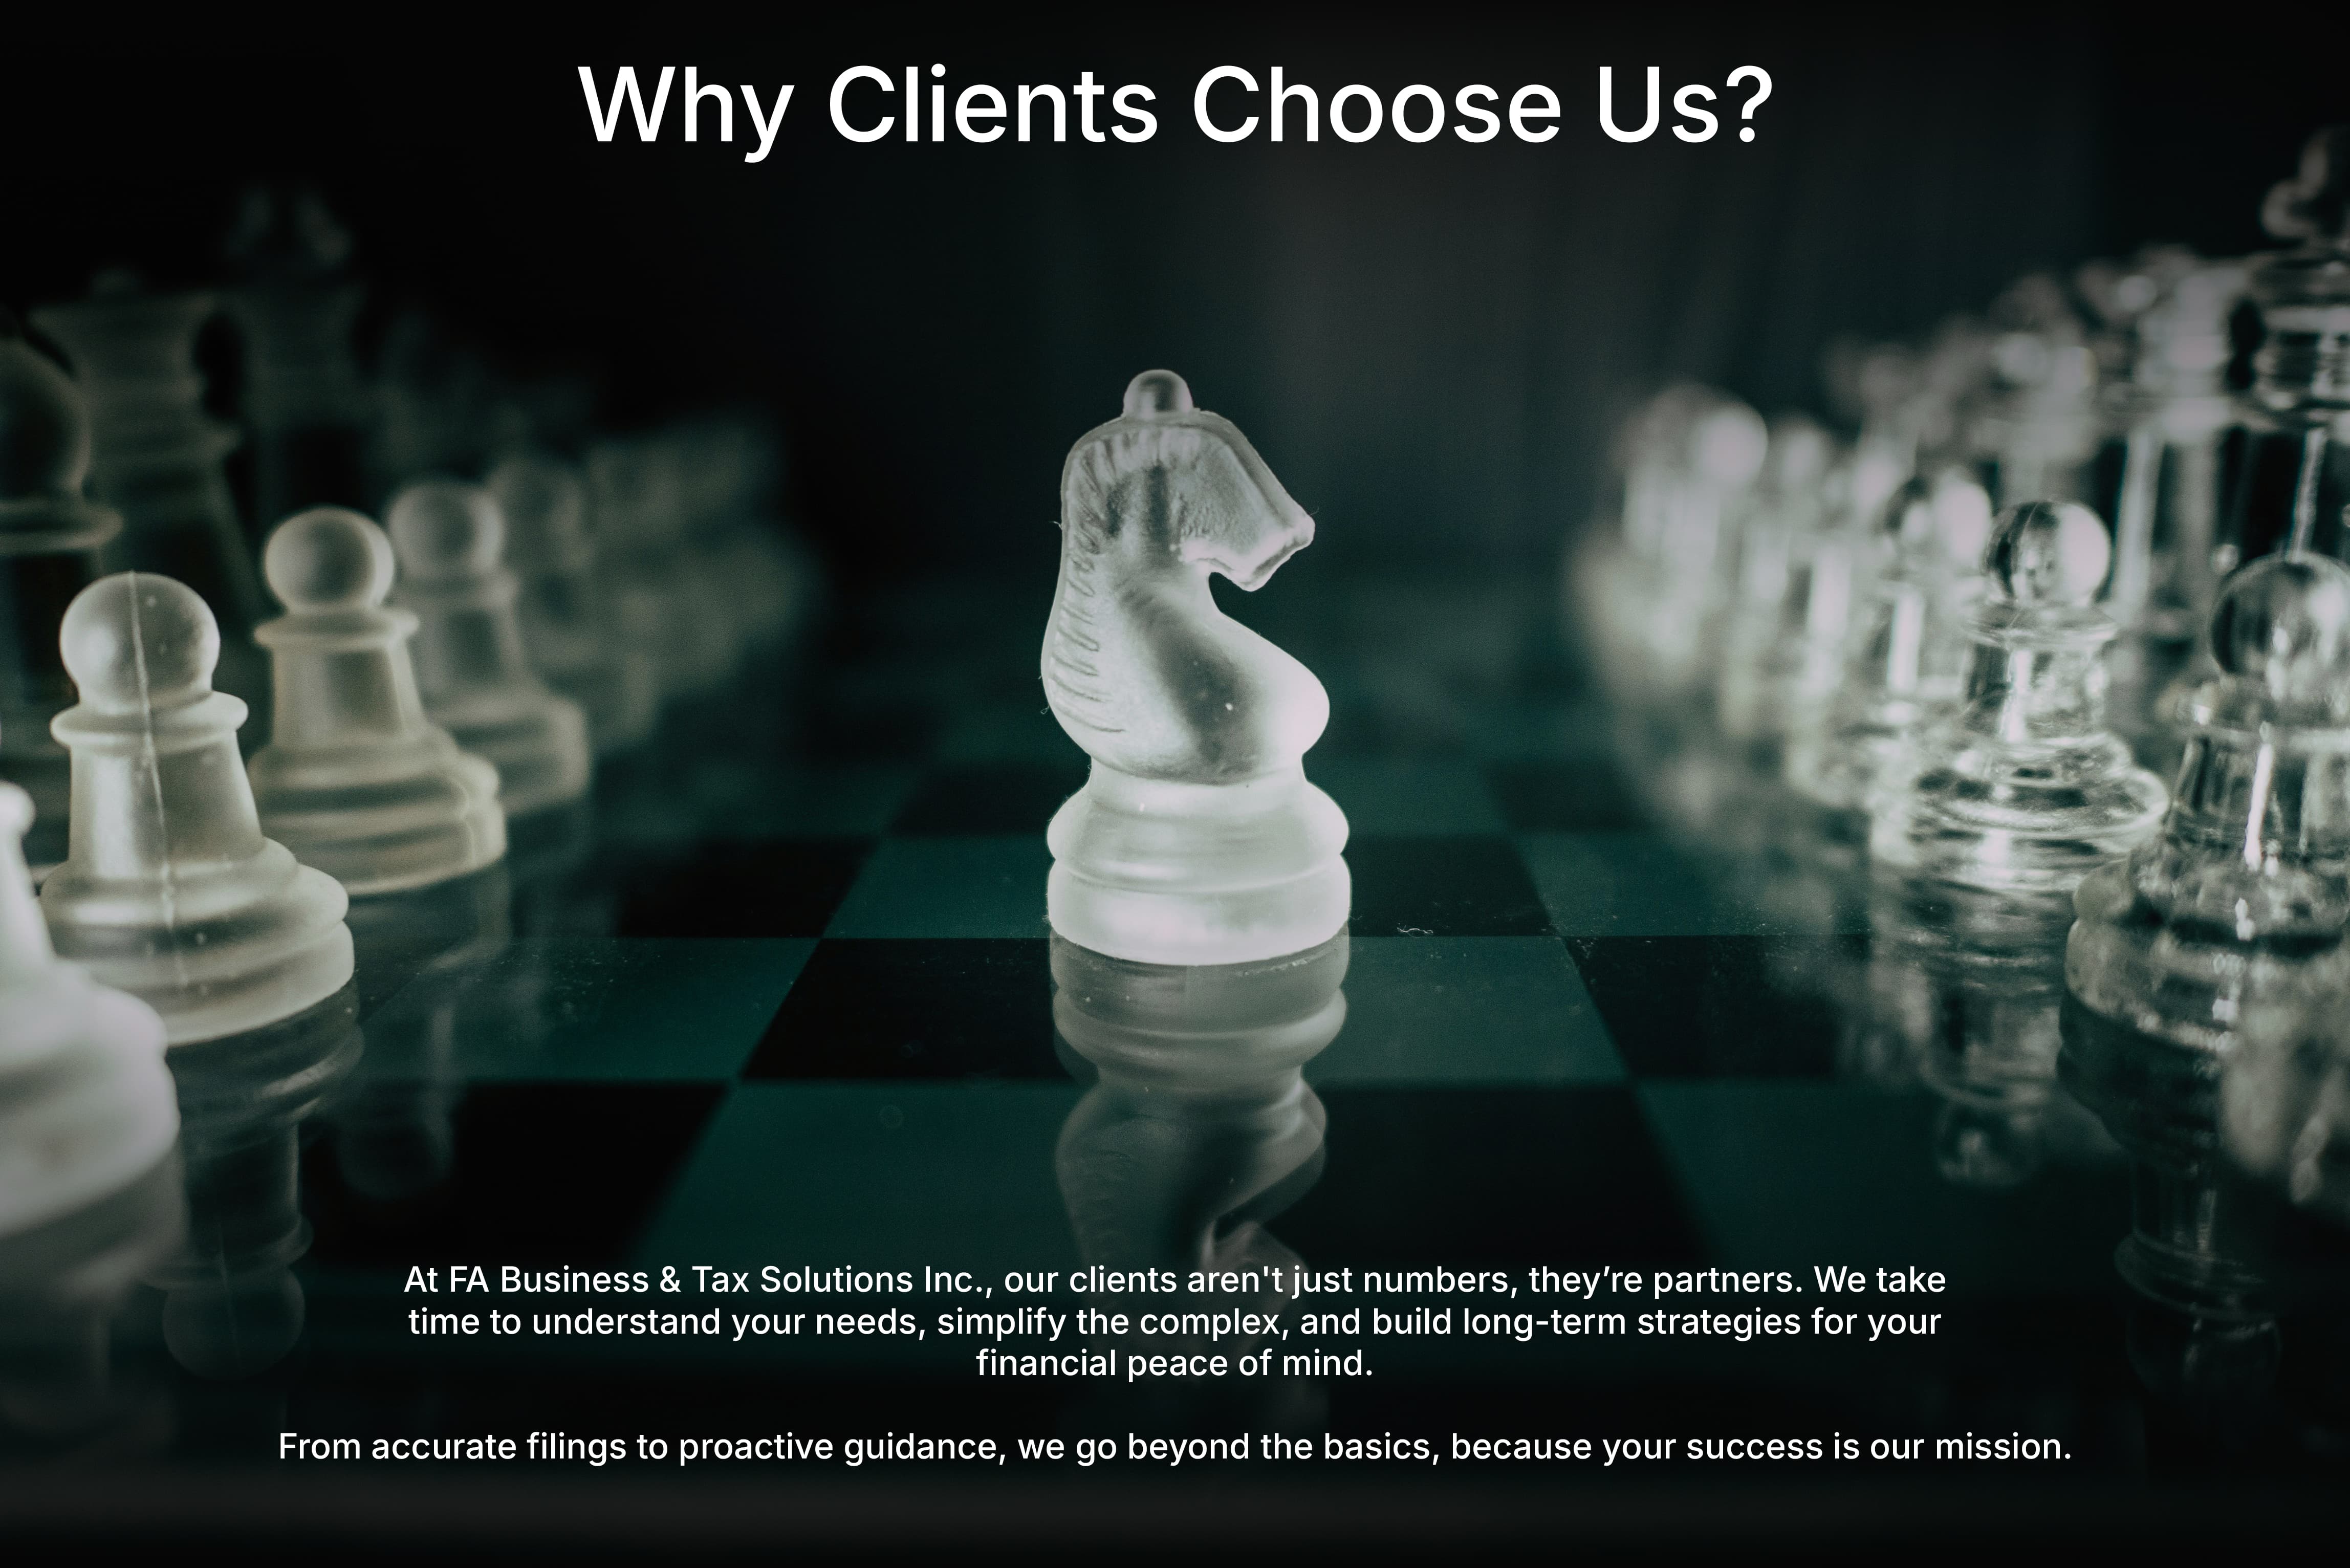 Why Clients Choose Us?
At FA Business & Tax Solutions Inc., our clients aren't just numbers, they’re partners. We take
time to understand your needs, simplify the complex, and build long-term strategies for your
financial peace of mind.
From accurate filings to proactive guidance, we go beyond the basics, because your success is our mission.